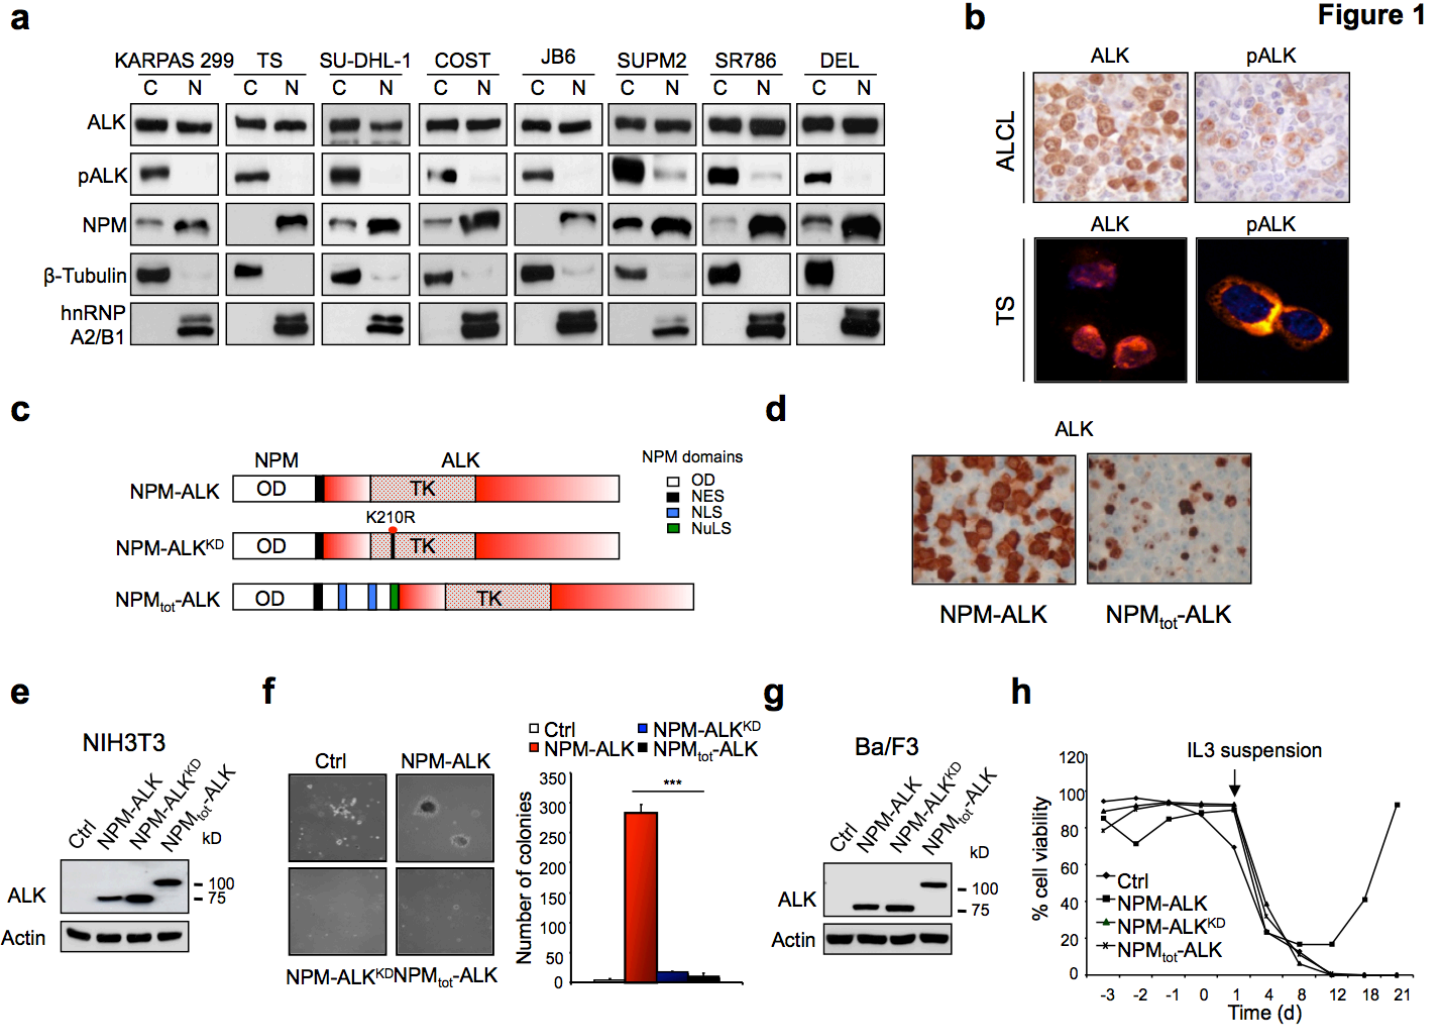 Figure 1
a
KARPAS 299 TS SU-DHL-1 COST JB6 SUPM2 SR786 DEL
C N C N C N C N C N C N C N C N
ALK
pALK
NPM
β-Tubulin
hnRNP
A2/B1
b
ALK pALK
ALCL
ALK pALK
TS
c
NPM ALK
NPM-ALK OD TK
K210R
NPM-ALKKD OD TK
NPMtot-ALK OD TK
NPM domains
OD
NES
NLS
NuLS
d
ALK
NPM-ALK NPMtot-ALK
e
NIH3T3
Ctrl NPM-ALK NPM-ALKKD NPMtot-ALK
kD
ALK
100
75
Actin
f
Ctrl NPM-ALK
NPM-ALKKD NPMtot-ALK
Ctrl NPM-ALKKD
NPM-ALK NPMtot-ALK
Number of colonies
350
300
250
200
150
100
50
0
***
g
Ba/F3
Ctrl NPM-ALK NPM-ALKKD NPMtot-ALK
kD
ALK
100
75
Actin
h
IL3 suspension
% cell viability
120
100
80
60
40
20
0
Ctrl
NPM-ALK
NPM-ALKKD
NPMtot-ALK
-3 -2 -1 0 1 4 8 12 18 21
Time (d)